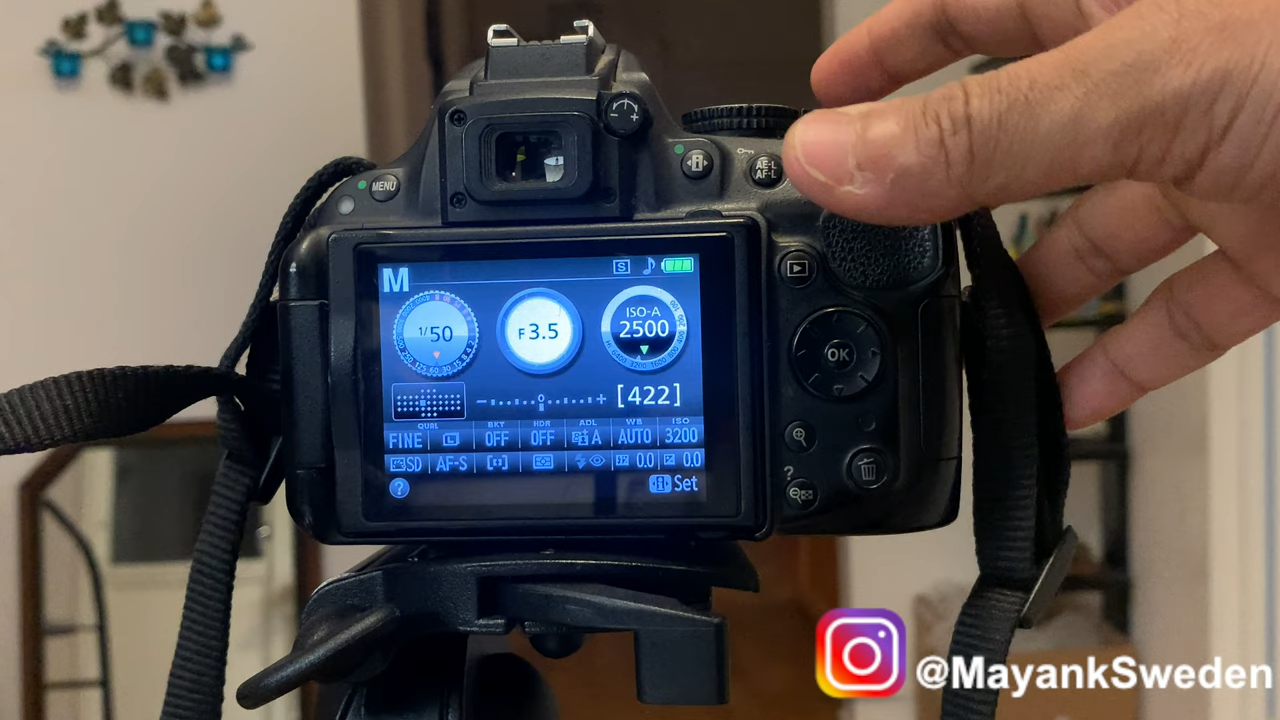 MENU
AE-L
AF-L
M
S
1/50
F3.5
ISO-A
2500
[422]
QUAL BKT HDR ADL WB ISO
FINE L OFF OFF A AUTO 3200
SD AF-S [ ] 0.0 0.0
? i Set
OK
?
@MayankSweden